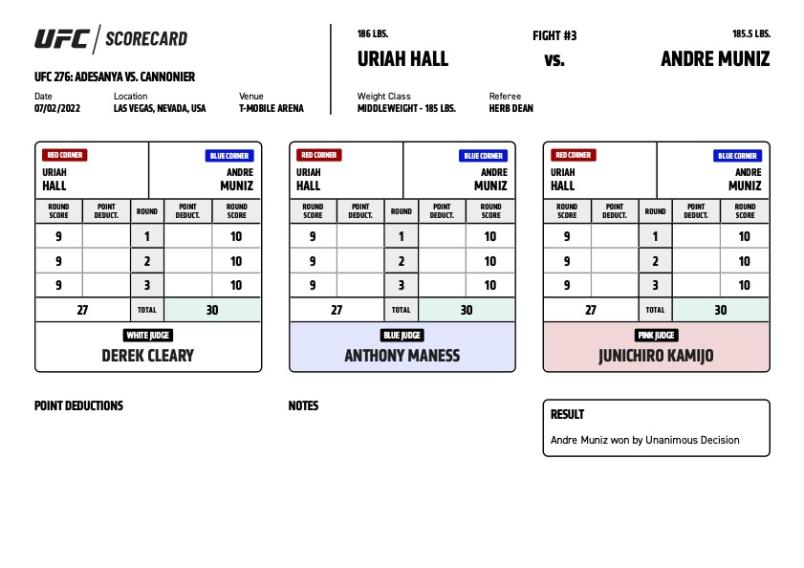 UFC / SCORECARD
UFC 276: ADESANYA VS. CANNONIER
Date Location Venue
07/02/2022 LAS VEGAS, NEVADA, USA T-MOBILE ARENA
186 LBS. FIGHT #3 185.5 LBS.
URIAH HALL VS. ANDRE MUNIZ
Weight Class Referee
MIDDLEWEIGHT - 185 LBS. HERB DEAN
RED CORNER BLUE CORNER
URIAH ANDRE
HALL MUNIZ
ROUND POINT ROUND POINT ROUND
SCORE DEDUCT. DEDUCT. SCORE
9 1 10
9 2 10
9 3 10
27 TOTAL 30
WHITE JUDGE
DEREK CLEARY
RED CORNER BLUE CORNER
URIAH ANDRE
HALL MUNIZ
ROUND POINT ROUND POINT ROUND
SCORE DEDUCT. DEDUCT. SCORE
9 1 10
9 2 10
9 3 10
27 TOTAL 30
BLUE JUDGE
ANTHONY MANESS
RED CORNER BLUE CORNER
URIAH ANDRE
HALL MUNIZ
ROUND POINT ROUND POINT ROUND
SCORE DEDUCT. DEDUCT. SCORE
9 1 10
9 2 10
9 3 10
27 TOTAL 30
PINK JUDGE
JUNICHIRO KAMIJO
POINT DEDUCTIONS
NOTES
RESULT
Andre Muniz won by Unanimous Decision